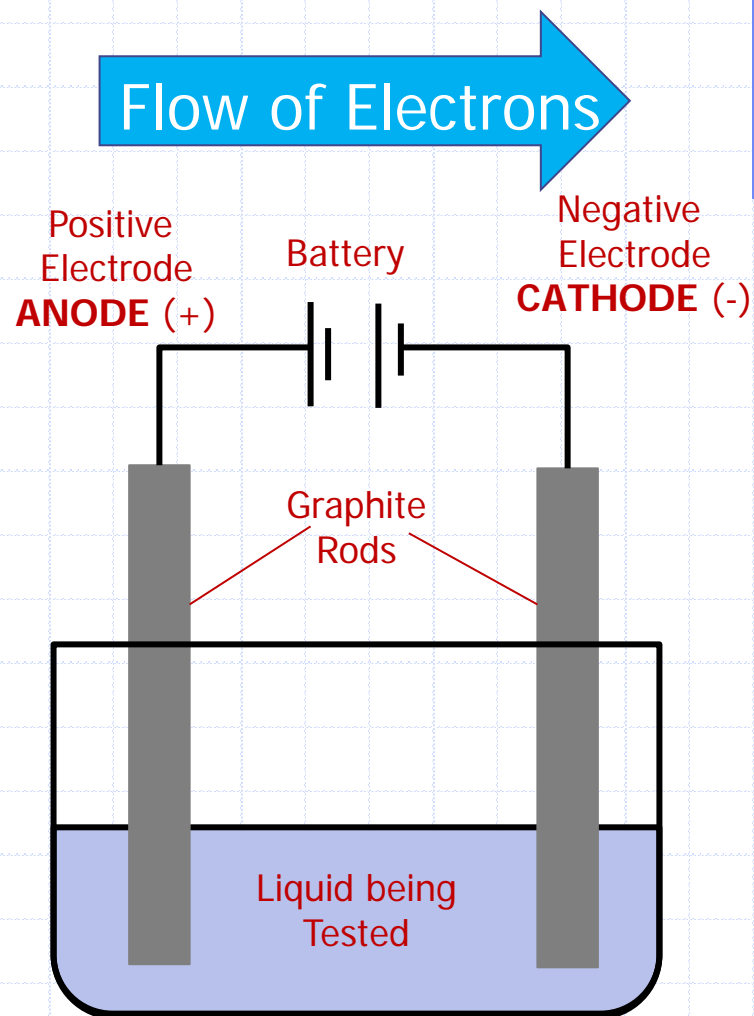 Flow of Electrons
Positive
Electrode
ANODE (+)
Battery
Negative
Electrode
CATHODE (-)
Graphite
Rods
Liquid being
Tested